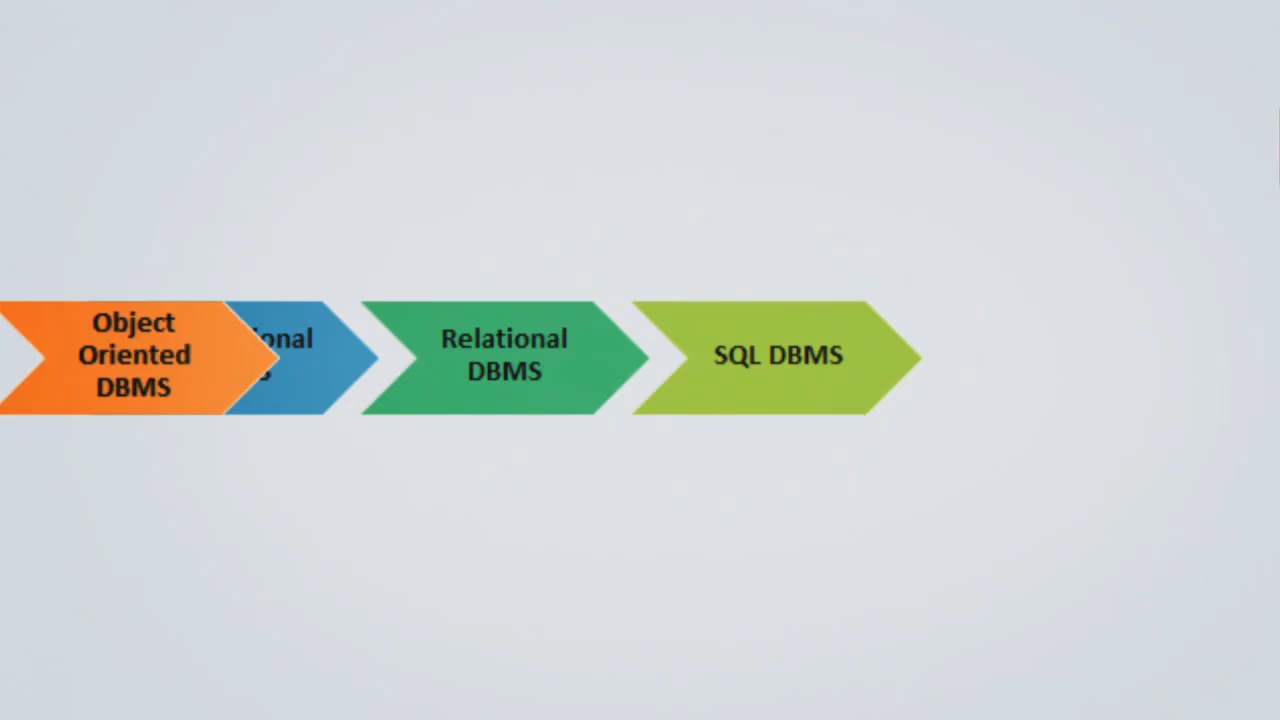 Object
Oriented
DBMS
Relational
DBMS
SQL DBMS